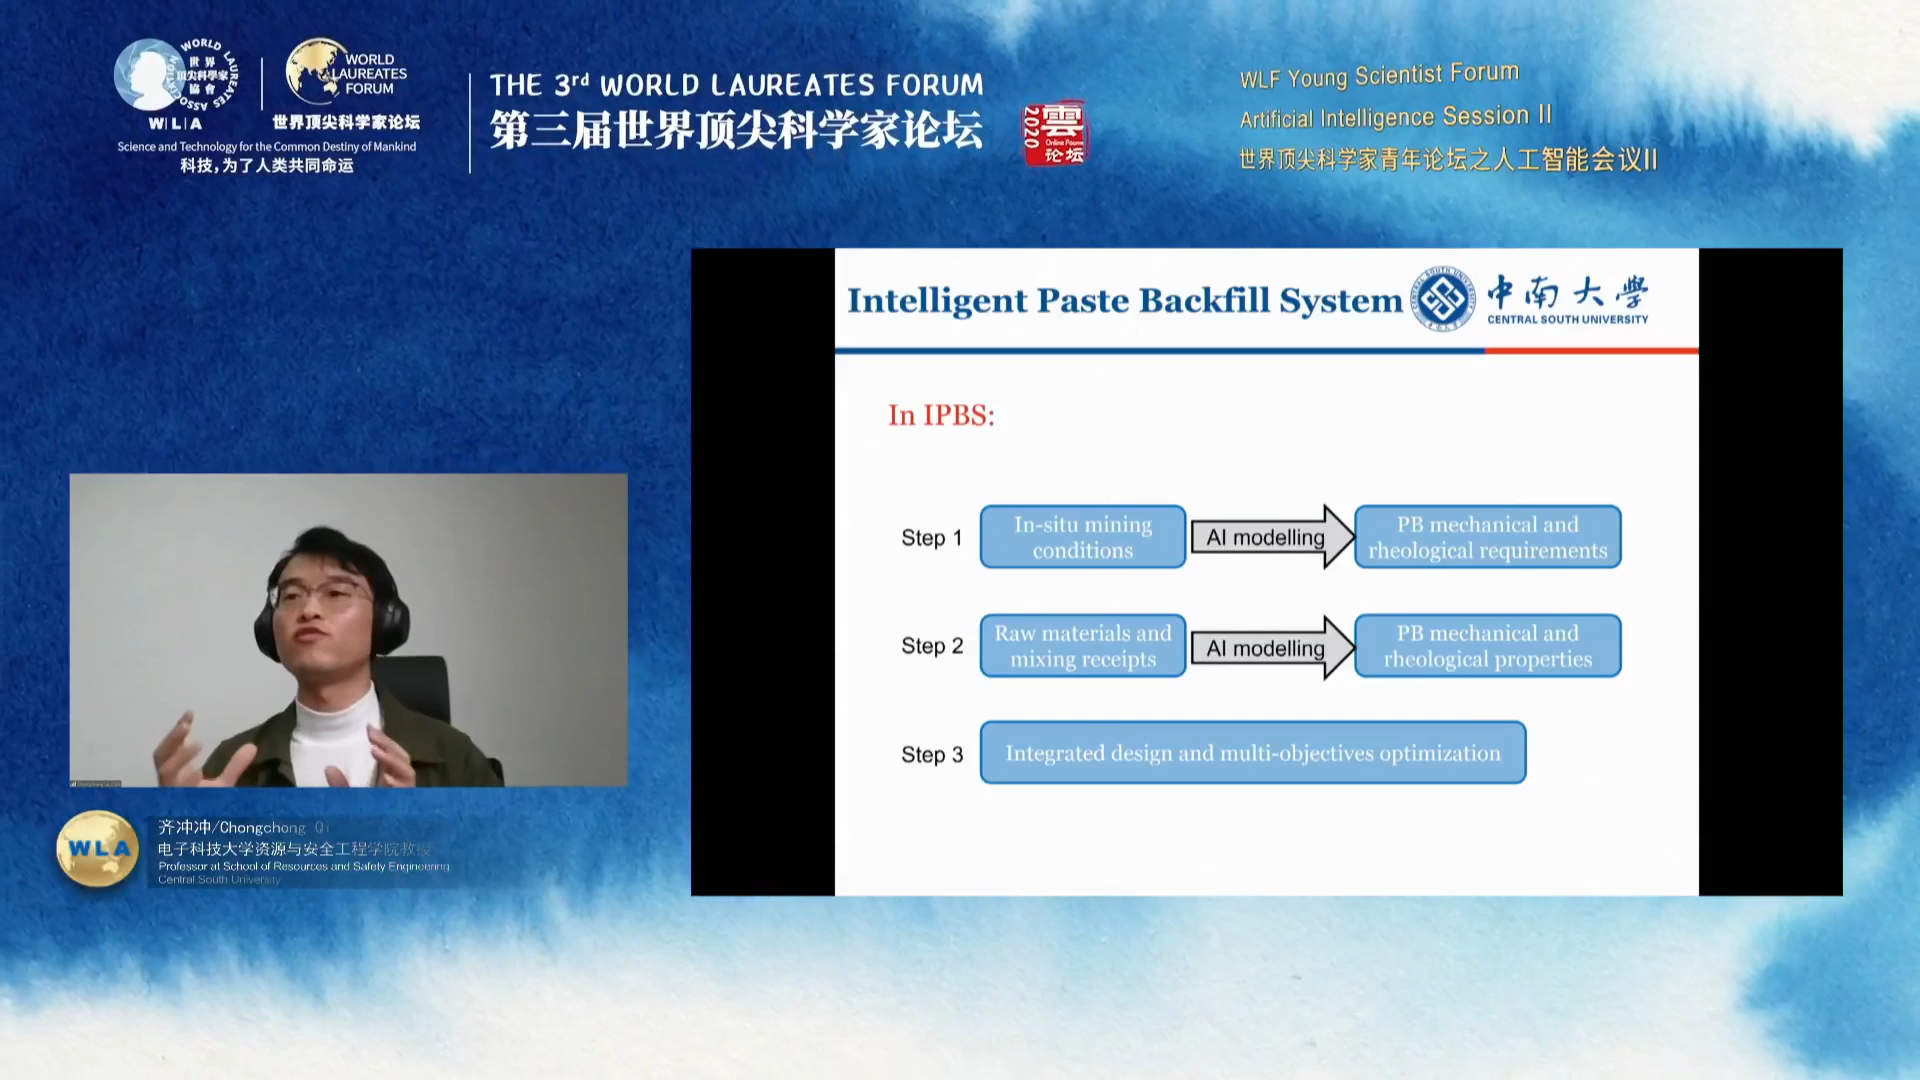 WORLD LAUREATES ASSOCIATION
世界
頂尖科學家
協會
W|L|A
WORLD
LAUREATES
FORUM
世界顶尖科学家论坛
Science and Technology for the Common Destiny of Mankind
科技，为了人类共同命运
THE 3rd WORLD LAUREATES FORUM
第三届世界顶尖科学家论坛
2020
雲
Online Forum
论坛
WLF Young Scientist Forum
Artificial Intelligence Session II
世界顶尖科学家青年论坛之人工智能会议II
Intelligent Paste Backfill System
中南大學
CENTRAL SOUTH UNIVERSITY
In IPBS:
Step 1
In-situ mining
conditions
AI modelling
PB mechanical and
rheological requirements
Step 2
Raw materials and
mixing receipts
AI modelling
PB mechanical and
rheological properties
Step 3
Integrated design and multi-objectives optimization
WLA
齐冲冲/Chongchong Qi
电子科技大学资源与安全工程学院教授
Professor at School of Resources and Safety Engineering
Central South University